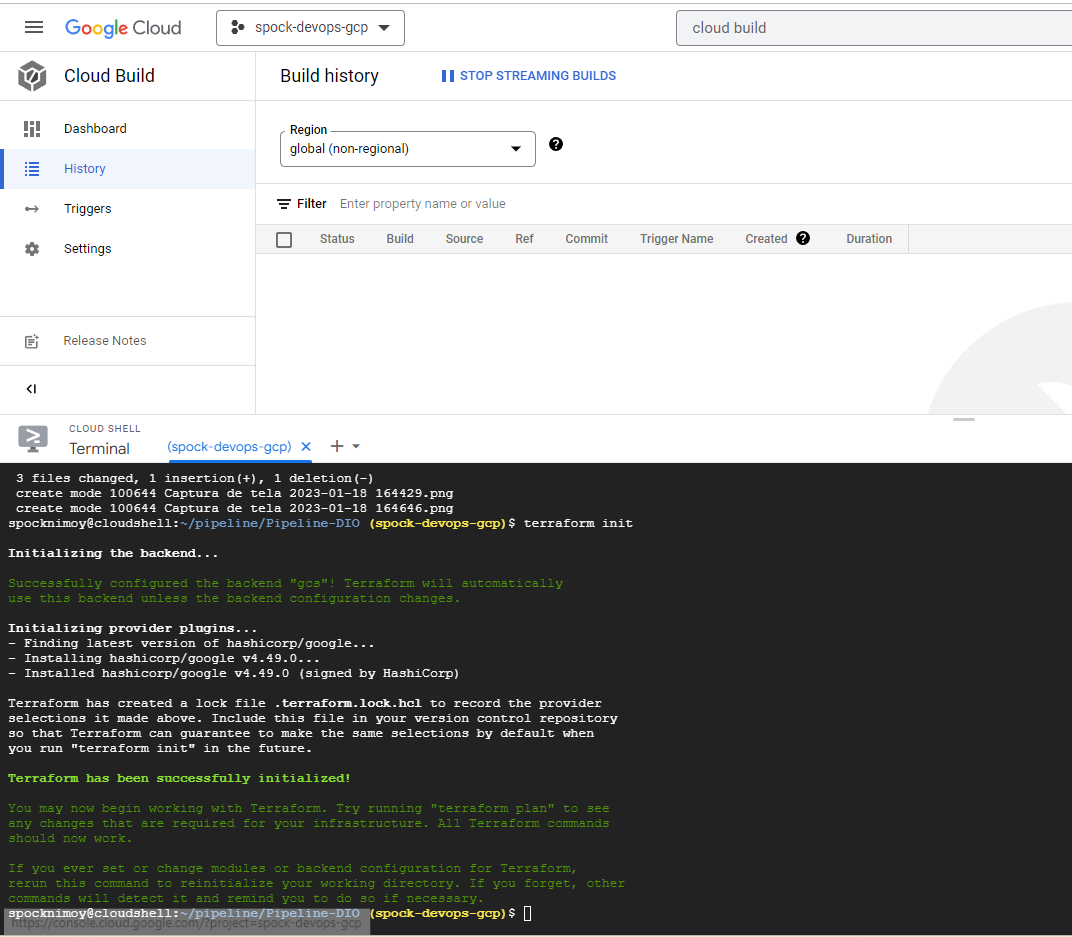 Google Cloud
spock-devops-gcp
cloud build
Cloud Build
Build history
STOP STREAMING BUILDS
Dashboard
History
Triggers
Settings
Release Notes
Region
global (non-regional)
Filter Enter property name or value
Status Build Source Ref Commit Trigger Name Created Duration
CLOUD SHELL
Terminal
(spock-devops-gcp)
3 files changed, 1 insertion(+), 1 deletion(-)
create mode 100644 Captura de tela 2023-01-18 164429.png
create mode 100644 Captura de tela 2023-01-18 164646.png
spocknimoy@cloudshell:~/pipeline/Pipeline-DIO (spock-devops-gcp)$ terraform init
Initializing the backend...
Successfully configured the backend "gcs"! Terraform will automatically
use this backend unless the backend configuration changes.
Initializing provider plugins...
- Finding latest version of hashicorp/google...
- Installing hashicorp/google v4.49.0...
- Installed hashicorp/google v4.49.0 (signed by HashiCorp)
Terraform has created a lock file .terraform.lock.hcl to record the provider
selections it made above. Include this file in your version control repository
so that Terraform can guarantee to make the same selections by default when
you run "terraform init" in the future.
Terraform has been successfully initialized!
You may now begin working with Terraform. Try running "terraform plan" to see
any changes that are required for your infrastructure. All Terraform commands
should now work.
If you ever set or change modules or backend configuration for Terraform,
rerun this command to reinitialize your working directory. If you forget, other
commands will detect it and remind you to do so if necessary.
spocknimoy@cloudshell:~/pipeline/Pipeline-DIO (spock-devops-gcp)$
https://console.cloud.google.com/?project=spock-devops-gcp